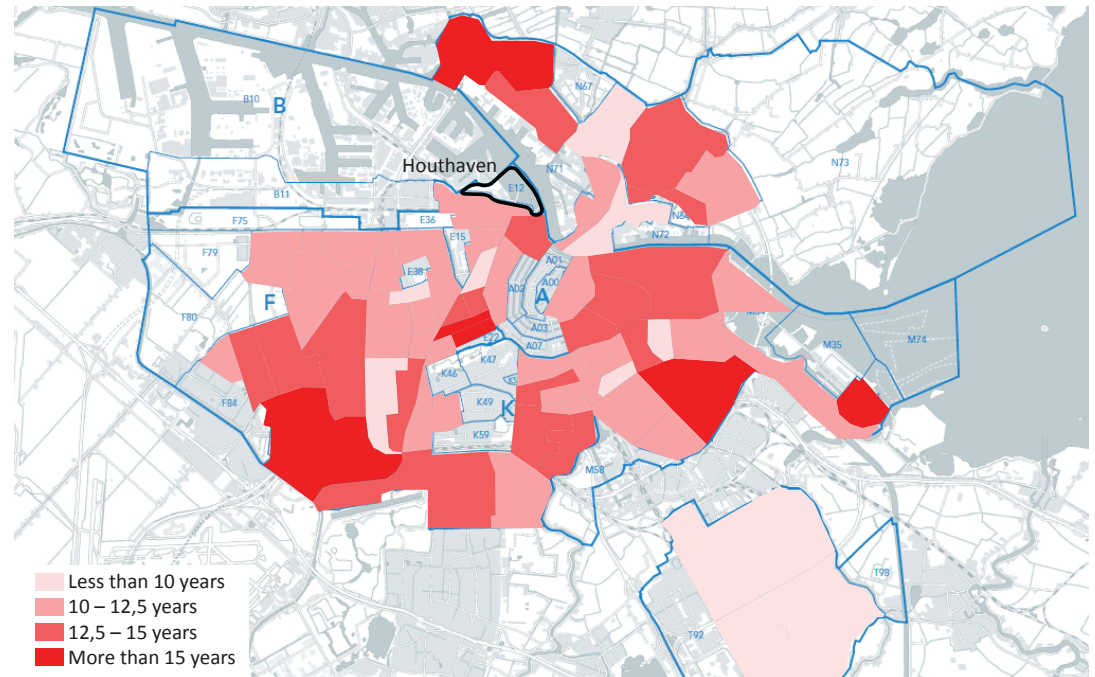 N67
B10
B
N73
Houthaven
N71
E12
B11
E36
N64
F75
E15
N72
F79
A01
E38
A00
A02
A
F
F80
M34
A03
M35
M74
E22
A07
K47
K46
F84
K49
K
K59
M58
T98
T92
Less than 10 years
10 – 12,5 years
12,5 – 15 years
More than 15 years